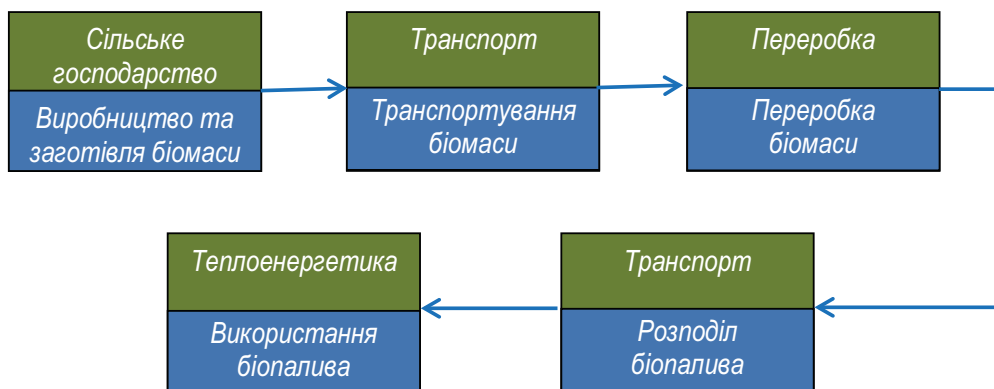 Сільське
господарство
Виробництво та
заготівля біомаси
Транспорт
Транспортування
біомаси
Переробка
Переробка
біомаси
Теплоенергетика
Використання
біопалива
Транспорт
Розподіл
біопалива